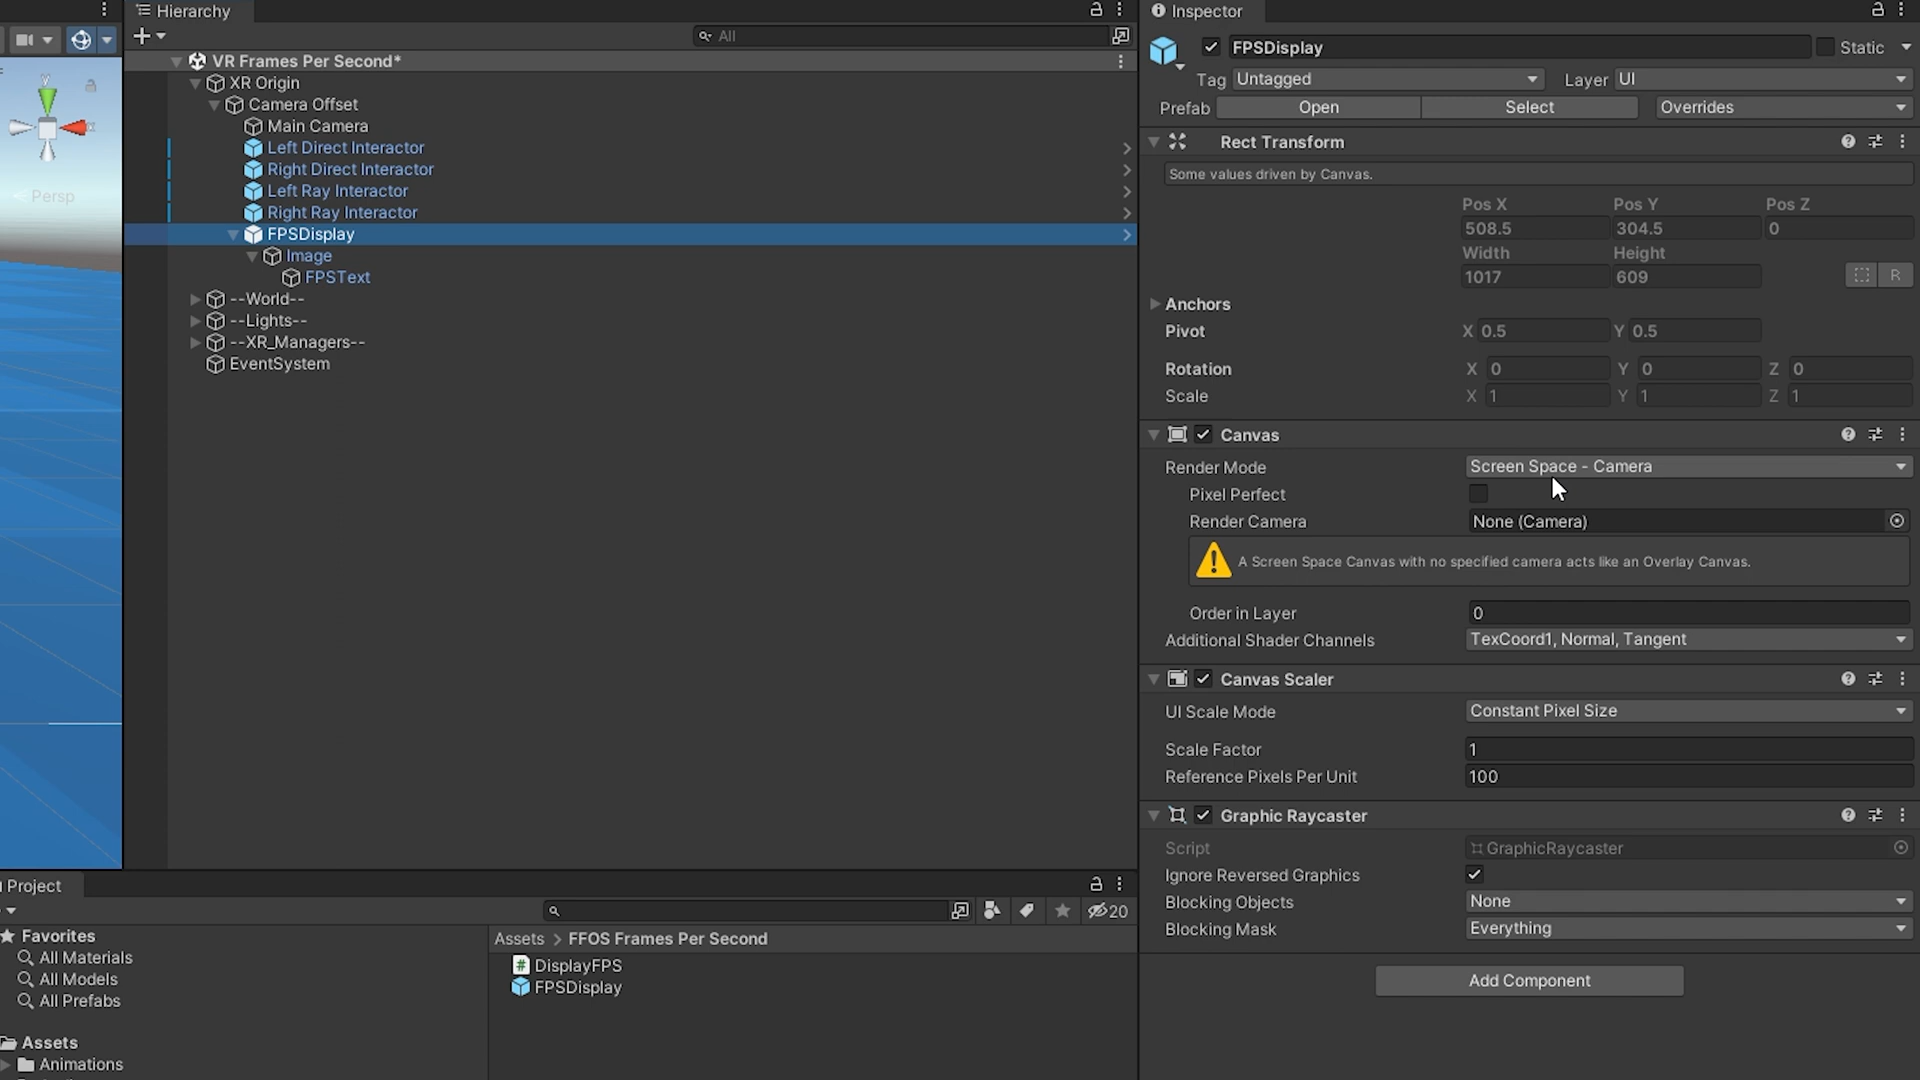 Hierarchy
All
VR Frames Per Second*
XR Origin
Camera Offset
Main Camera
Left Direct Interactor
Right Direct Interactor
Left Ray Interactor
Right Ray Interactor
FPSDisplay
Image
FPSText
--World--
--Lights--
--XR_Managers--
EventSystem
y
Persp
Project
20
Favorites
All Materials
All Models
All Prefabs
Assets
Animations
Assets > FFOS Frames Per Second
DisplayFPS
FPSDisplay
Inspector
FPSDisplay Static
Tag Untagged Layer UI
Prefab Open Select Overrides
Rect Transform
Some values driven by Canvas.
Pos X Pos Y Pos Z
508.5 304.5 0
Width Height
1017 609 R
Anchors
Pivot X 0.5 Y 0.5
Rotation X 0 Y 0 Z 0
Scale X 1 Y 1 Z 1
Canvas
Render Mode Screen Space - Camera
Pixel Perfect
Render Camera None (Camera)
A Screen Space Canvas with no specified camera acts like an Overlay Canvas.
Order in Layer 0
Additional Shader Channels TexCoord1, Normal, Tangent
Canvas Scaler
UI Scale Mode Constant Pixel Size
Scale Factor 1
Reference Pixels Per Unit 100
Graphic Raycaster
Script GraphicRaycaster
Ignore Reversed Graphics
Blocking Objects None
Blocking Mask Everything
Add Component